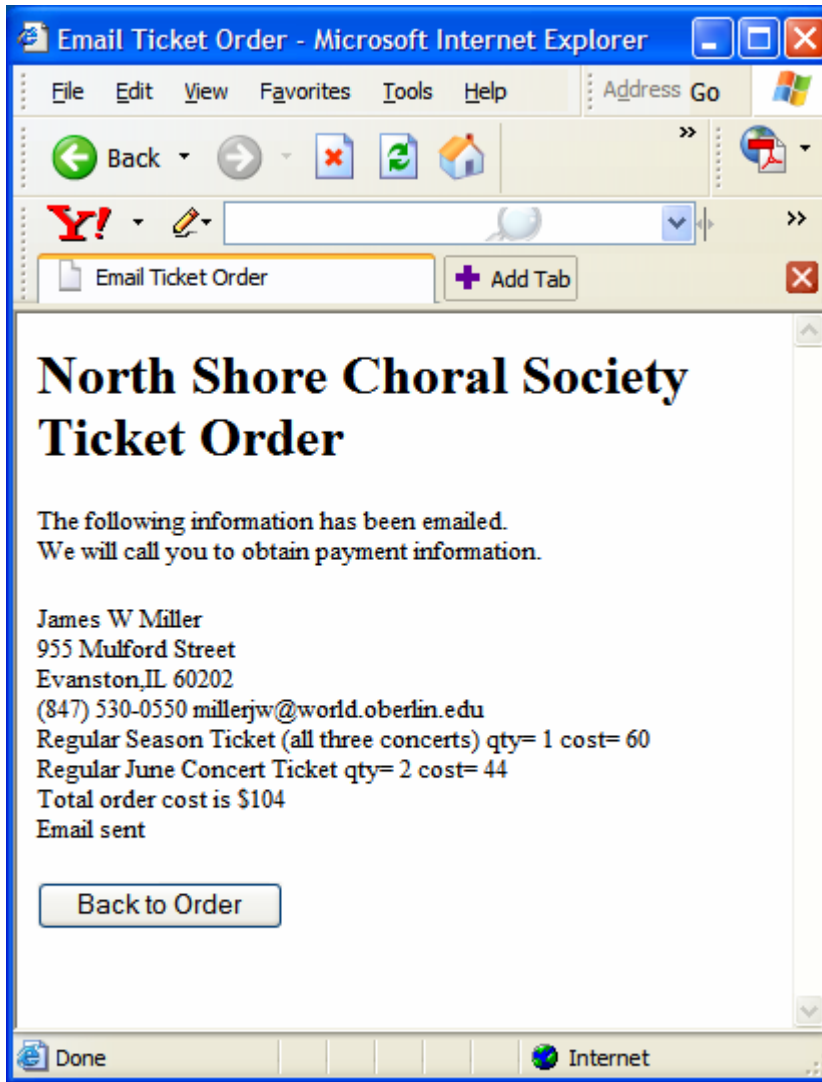 Email Ticket Order - Microsoft Internet Explorer
File Edit View Favorites Tools Help Address Go
Back
Y!
Email Ticket Order Add Tab
North Shore Choral Society
Ticket Order
The following information has been emailed.
We will call you to obtain payment information.
James W Miller
955 Mulford Street
Evanston,IL 60202
(847) 530-0550 millerjw@world.oberlin.edu
Regular Season Ticket (all three concerts) qty= 1 cost= 60
Regular June Concert Ticket qty= 2 cost= 44
Total order cost is $104
Email sent
Back to Order
Done Internet